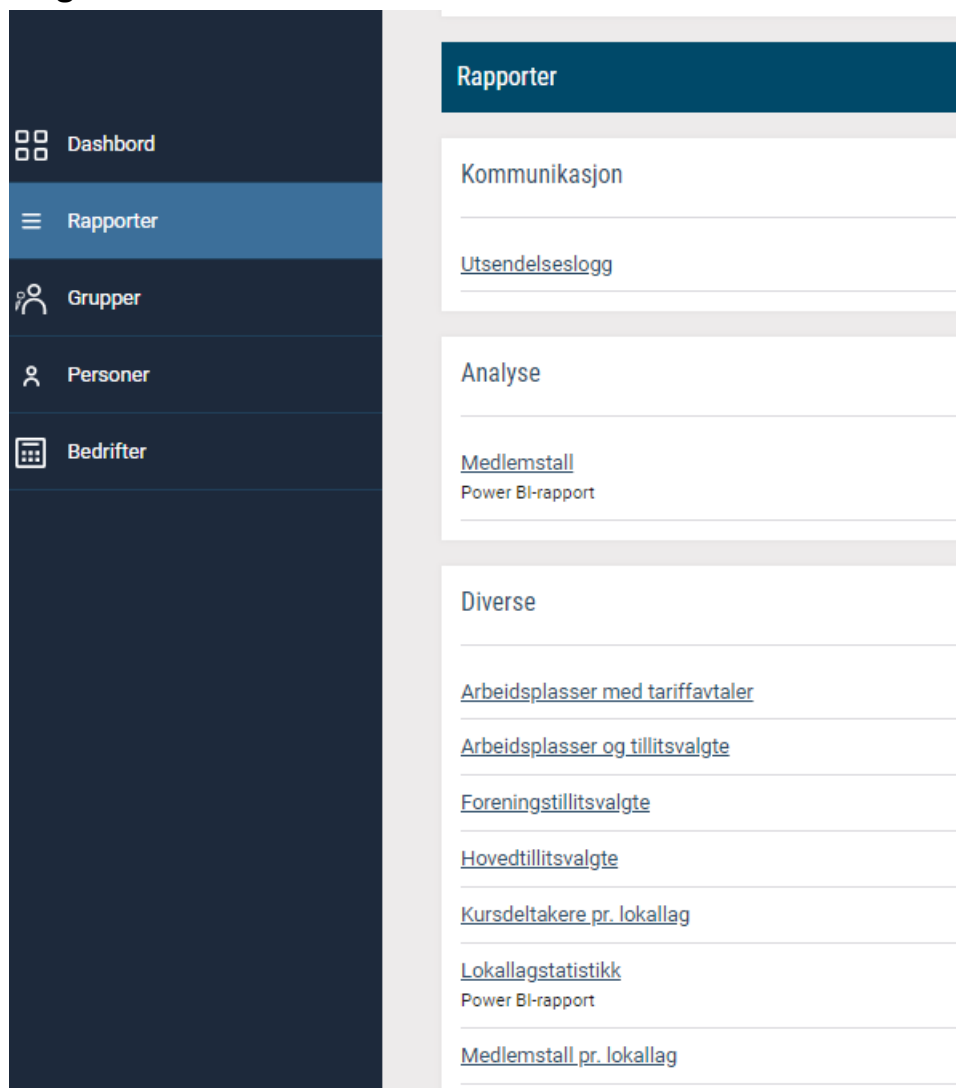 Dashbord
Rapporter
Grupper
Personer
Bedrifter
Rapporter
Kommunikasjon
Utsendelseslogg
Analyse
Medlemstall
Power BI-rapport
Diverse
Arbeidsplasser med tariffavtaler
Arbeidsplasser og tillitsvalgte
Foreningstillitsvalgte
Hovedtillitsvalgte
Kursdeltakere pr. lokallag
Lokallagstatistikk
Power BI-rapport
Medlemstall pr. lokallag